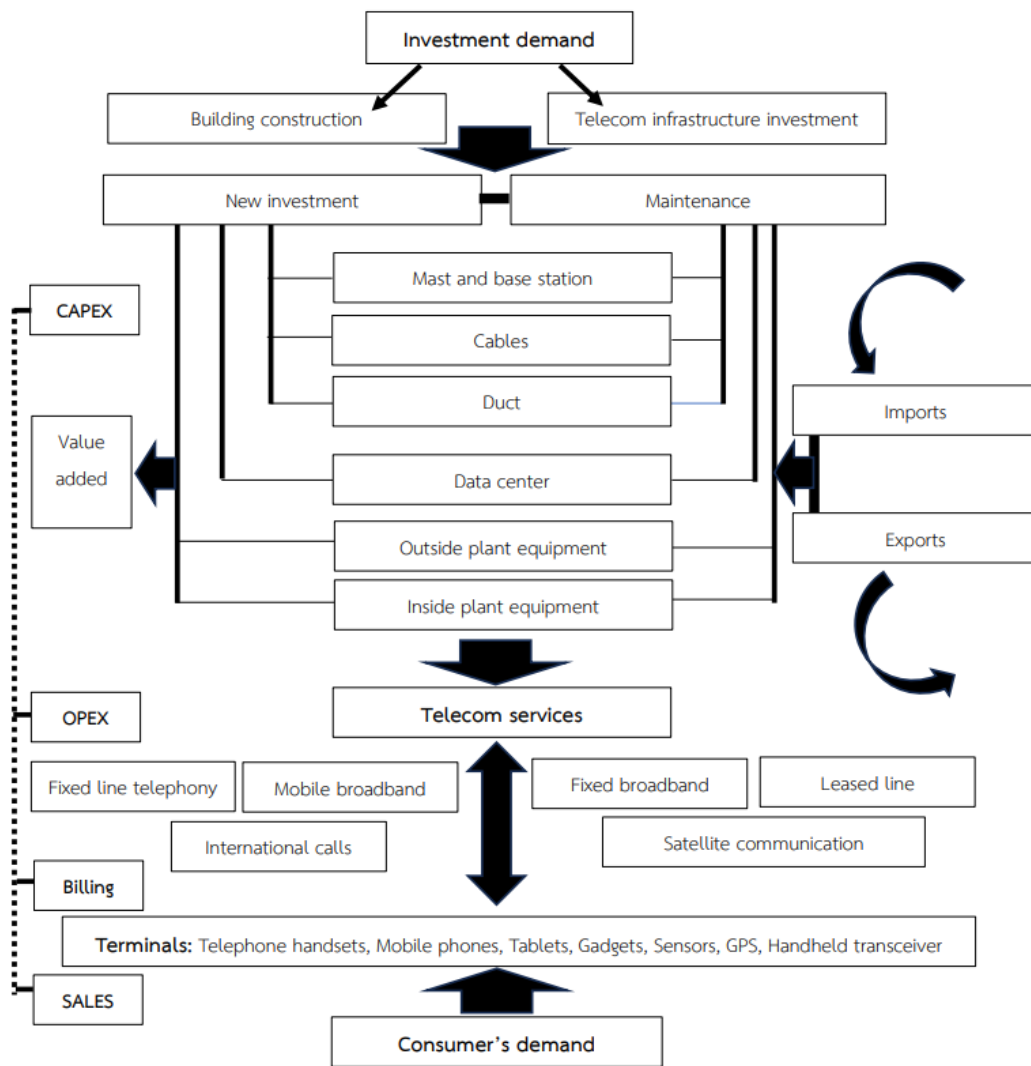 Investment demand
Building construction
Telecom infrastructure investment
New investment
Maintenance
Mast and base station
CAPEX
Cables
Duct
Imports
Value
added
Data center
Outside plant equipment
Exports
Inside plant equipment
OPEX
Telecom services
Fixed line telephony
Mobile broadband
Fixed broadband
Leased line
International calls
Satellite communication
Billing
Terminals: Telephone handsets, Mobile phones, Tablets, Gadgets, Sensors, GPS, Handheld transceiver
SALES
Consumer's demand